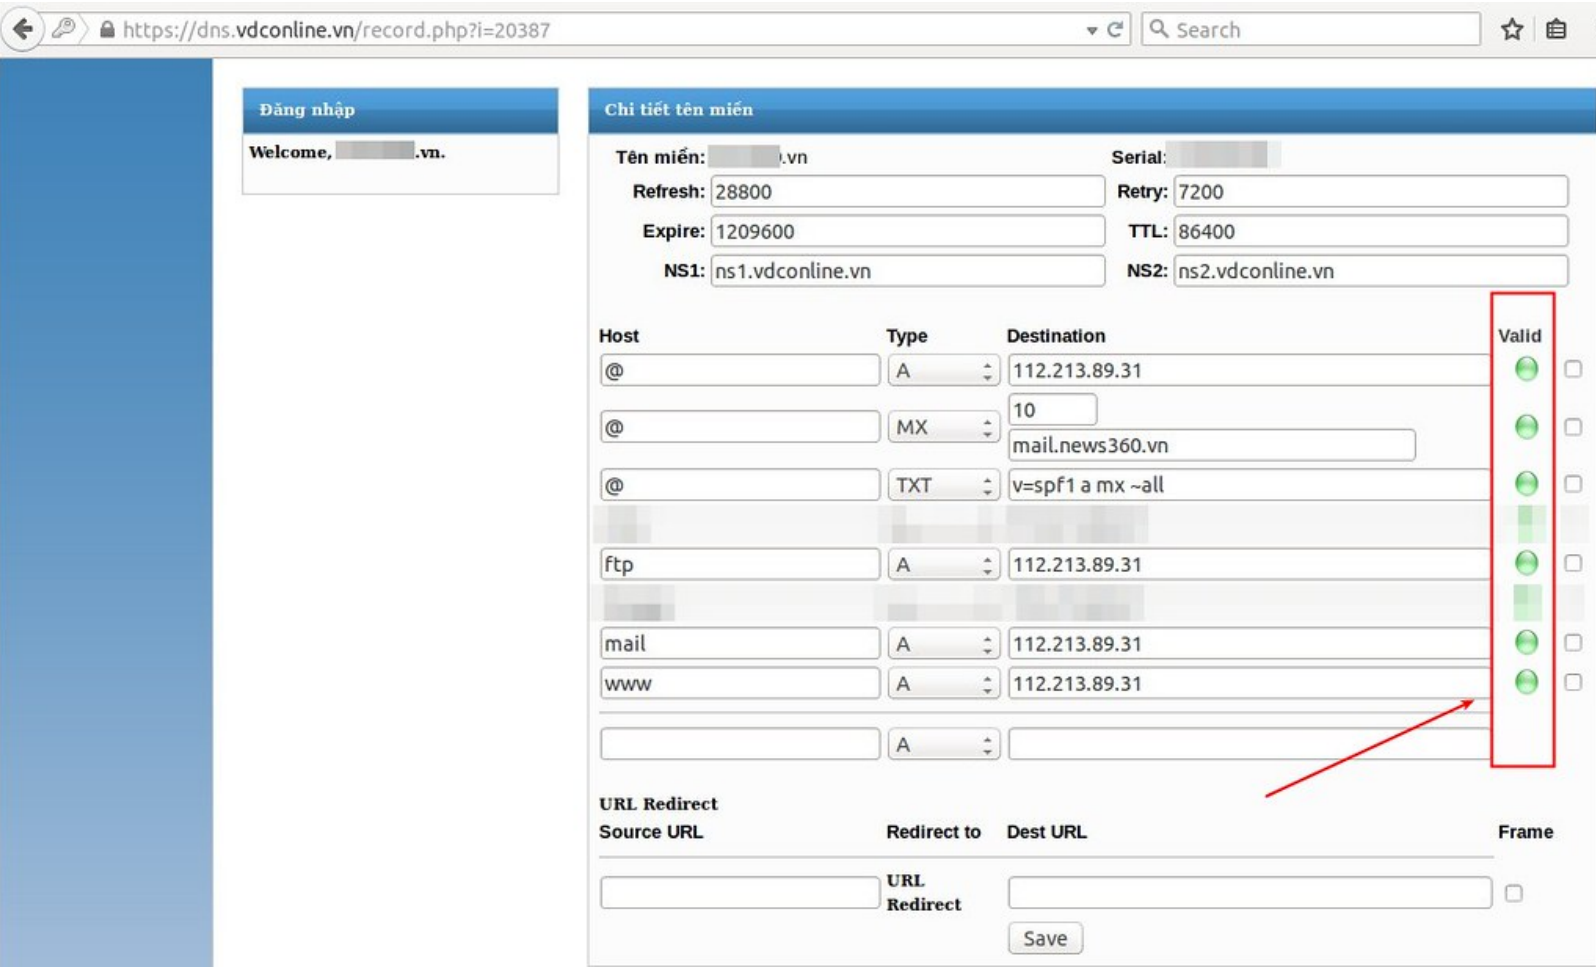 https://dns.vdconline.vn/record.php?i=20387
Search
Đăng nhập
Welcome, .vn.
Chi tiết tên miền
Tên miền: .vn
Serial:
Refresh: 28800
Retry: 7200
Expire: 1209600
TTL: 86400
NS1: ns1.vdconline.vn
NS2: ns2.vdconline.vn
Host Type Destination Valid
@ A 112.213.89.31
@ MX 10
mail.news360.vn
@ TXT v=spf1 a mx ~all
ftp A 112.213.89.31
mail A 112.213.89.31
www A 112.213.89.31
A
URL Redirect
Source URL Redirect to Dest URL Frame
URL
Redirect
Save